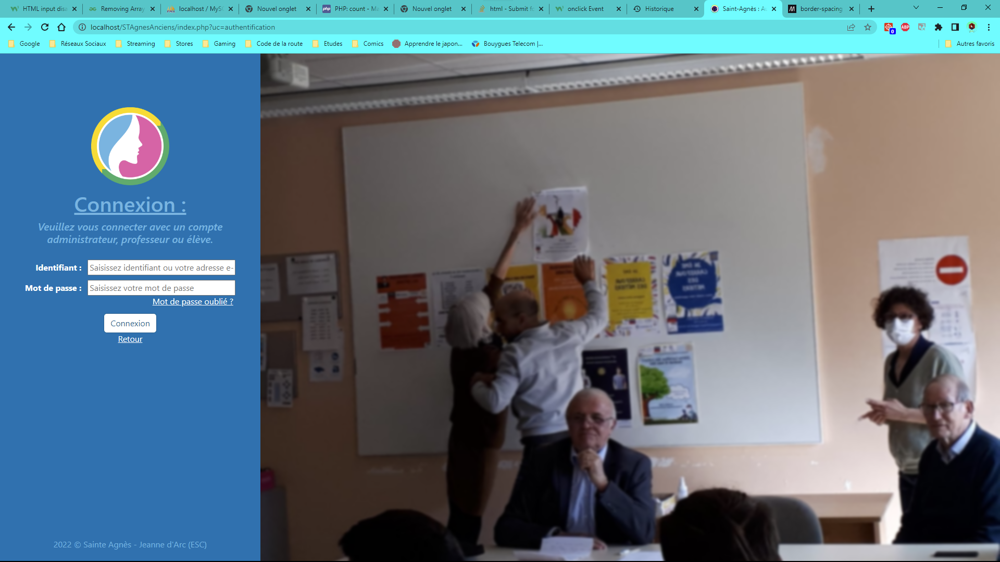 HTML input disa
Removing Array
localhost / MyS
Nouvel onglet
PHP: count - Ma
Nouvel onglet
html - Submit fo
onclick Event
Historique
Saint-Agnès : A
border-spacing
localhost/STAgnesAnciens/index.php?uc=authentification
0
ABP
Google
Réseaux Sociaux
Streaming
Stores
Gaming
Code de la route
Etudes
Comics
Apprendre le japon...
Bouygues Telecom |...
Autres favoris
Connexion :
Veuillez vous connecter avec un compte
administrateur, professeur ou élève.
Identifiant :
Saisissez identifiant ou votre adresse e-
Mot de passe :
Saisissez votre mot de passe
Mot de passe oublié ?
Connexion
Retour
2022 © Sainte Agnès - Jeanne d'Arc (ESC)